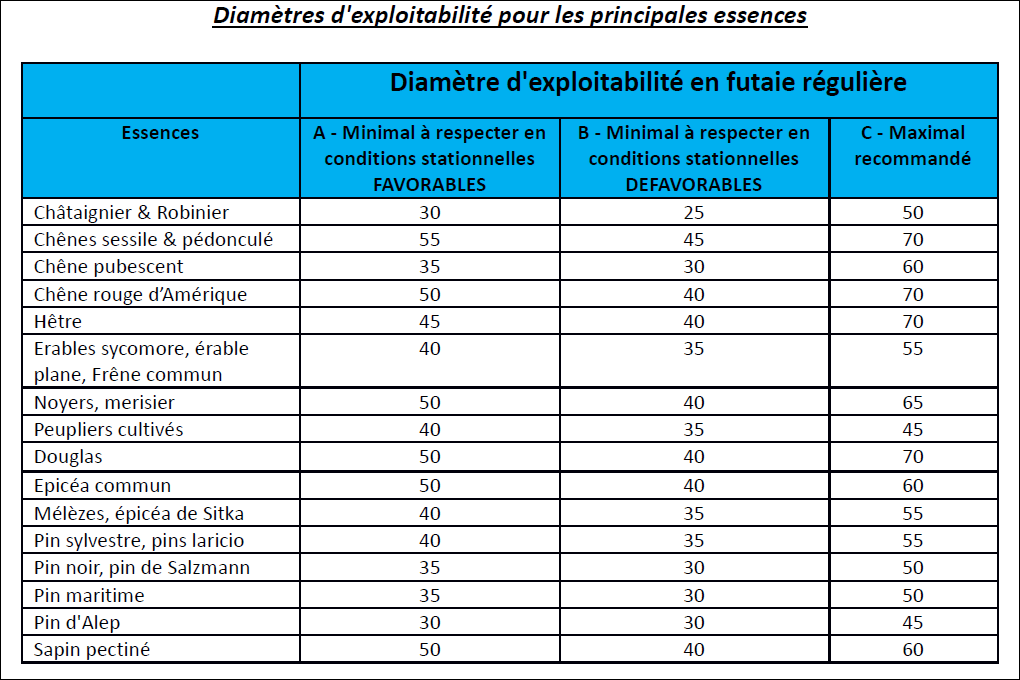 Diamètres d'exploitabilité pour les principales essences
Diamètre d'exploitabilité en futaie régulière
Essences
A - Minimal à respecter en
conditions stationnelles
FAVORABLES
B - Minimal à respecter en
conditions stationnelles
DEFAVORABLES
C - Maximal
recommandé
Châtaignier & Robinier 30 25 50
Chênes sessile & pédonculé 55 45 70
Chêne pubescent 35 30 60
Chêne rouge d’Amérique 50 40 70
Hêtre 45 40 70
Erables sycomore, érable 40 35 55
plane, Frêne commun
Noyers, merisier 50 40 65
Peupliers cultivés 40 35 45
Douglas 50 40 70
Epicéa commun 50 40 60
Mélèzes, épicéa de Sitka 40 35 55
Pin sylvestre, pins laricio 40 35 55
Pin noir, pin de Salzmann 35 30 50
Pin maritime 35 30 50
Pin d'Alep 30 30 45
Sapin pectiné 50 40 60